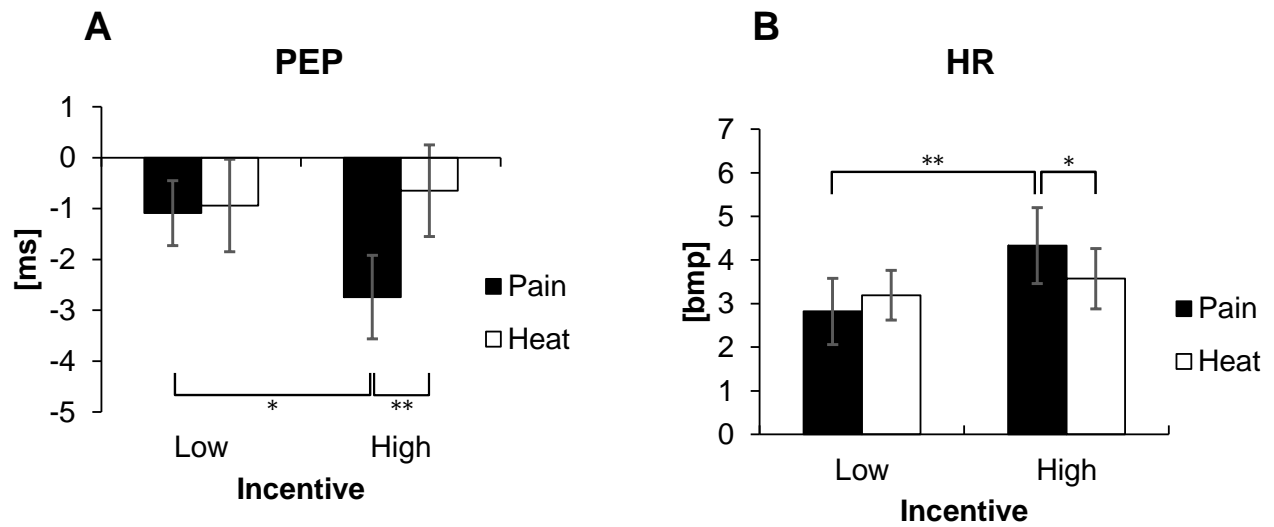 A
PEP
1
0
-1
-2
-3
-4
-5
[ms]
Pain
Heat
*
**
Low
High
Incentive
B
HR
7
6
5
4
3
2
1
0
[bmp]
**
*
Pain
Heat
Low
High
Incentive